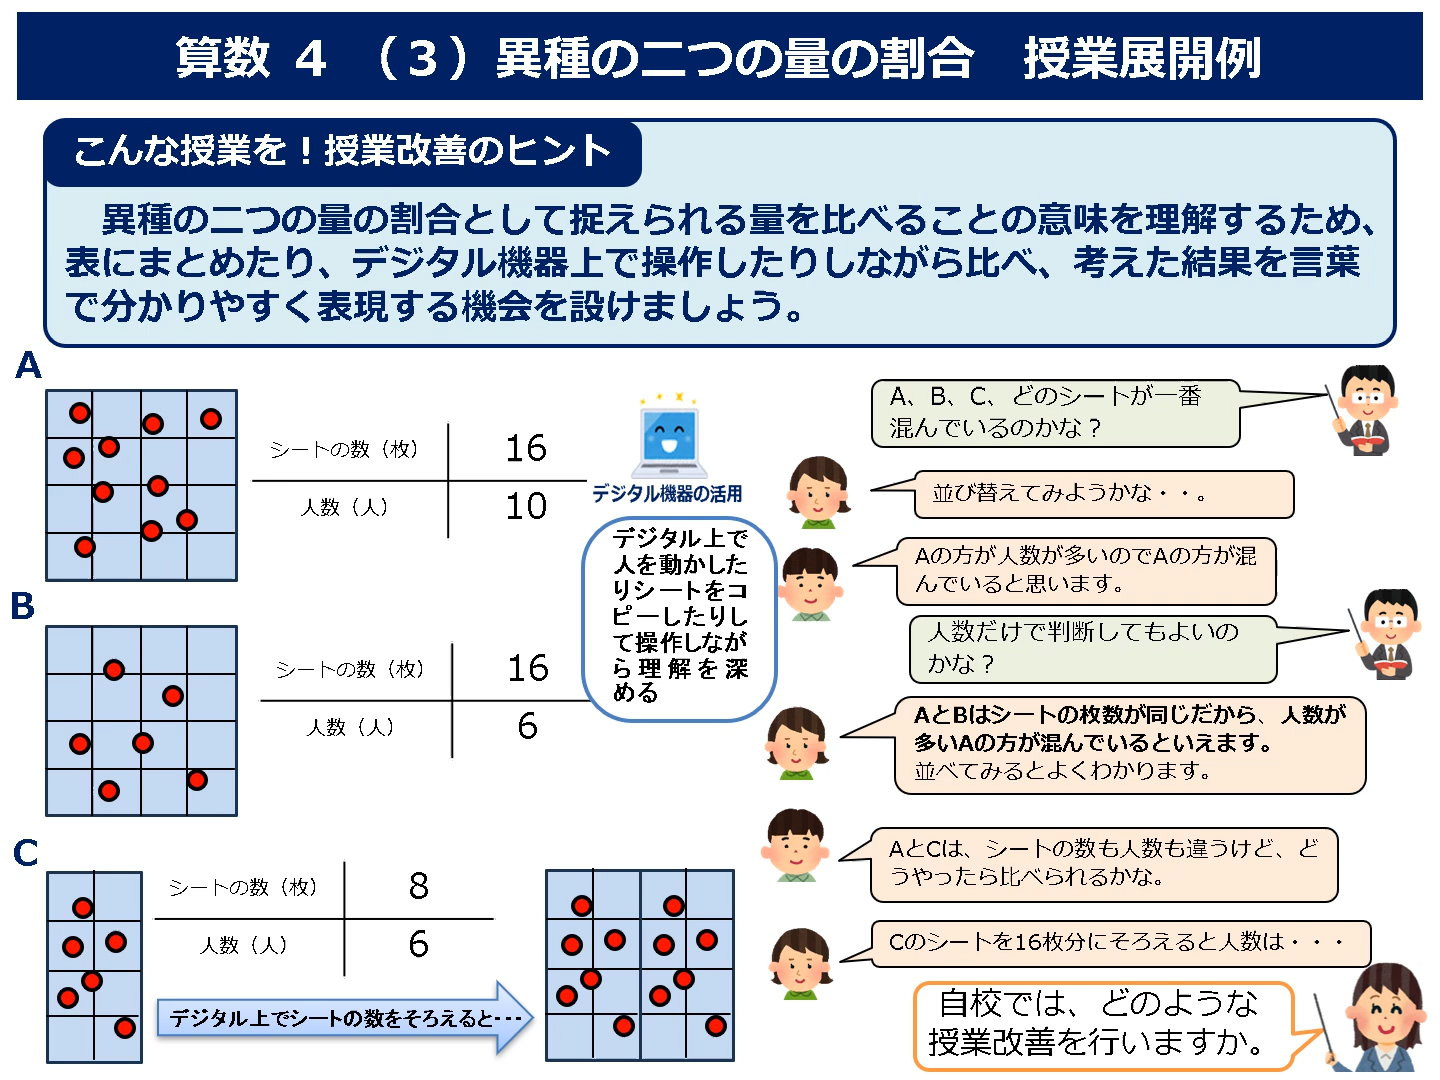 算数 ４ （３）異種の二つの量の割合　授業展開例
こんな授業を！授業改善のヒント
異種の二つの量の割合として捉えられる量を比べることの意味を理解するため、
表にまとめたり、デジタル機器上で操作したりしながら比べ、考えた結果を言葉
で分かりやすく表現する機会を設けましょう。
A
シートの数（枚） 16
人数（人） 10
B
シートの数（枚） 16
人数（人） 6
C
シートの数（枚） 8
人数（人） 6
デジタル上でシートの数をそろえると・・・
デジタル機器の活用
デジタル上で
人を動かした
りシートをコ
ピーしたりし
て操作しなが
ら理解を深
める
A、B、C、どのシートが一番
混んでいるのかな？
並び替えてみようかな・・。
Aの方が人数が多いのでAの方が混
んでいると思います。
人数だけで判断してもよいの
かな？
AとBはシートの枚数が同じだから、人数が
多いAの方が混んでいるといえます。
並べてみるとよくわかります。
AとCは、シートの数も人数も違うけど、ど
うやったら比べられるかな。
Cのシートを16枚分にそろえると人数は・・・
自校では、どのような
授業改善を行いますか。